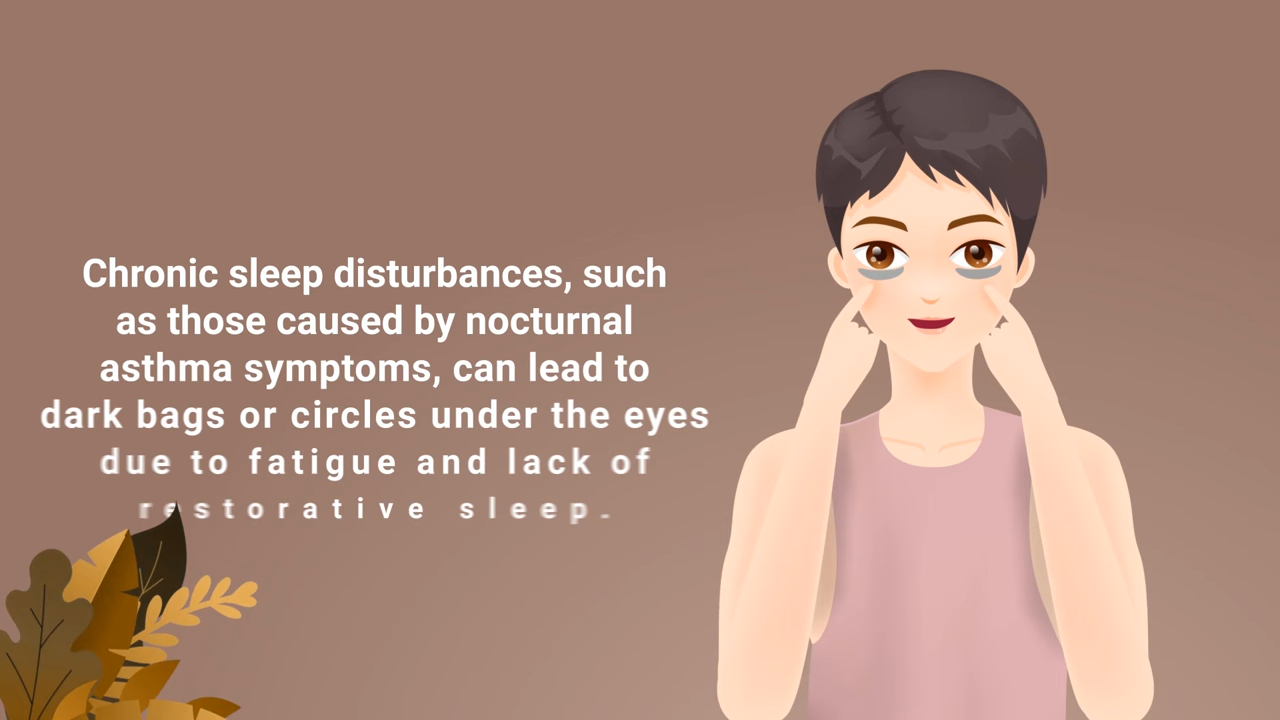 Chronic sleep disturbances, such
as those caused by nocturnal
asthma symptoms, can lead to
dark bags or circles under the eyes
due to fatigue and lack of
restorative sleep.